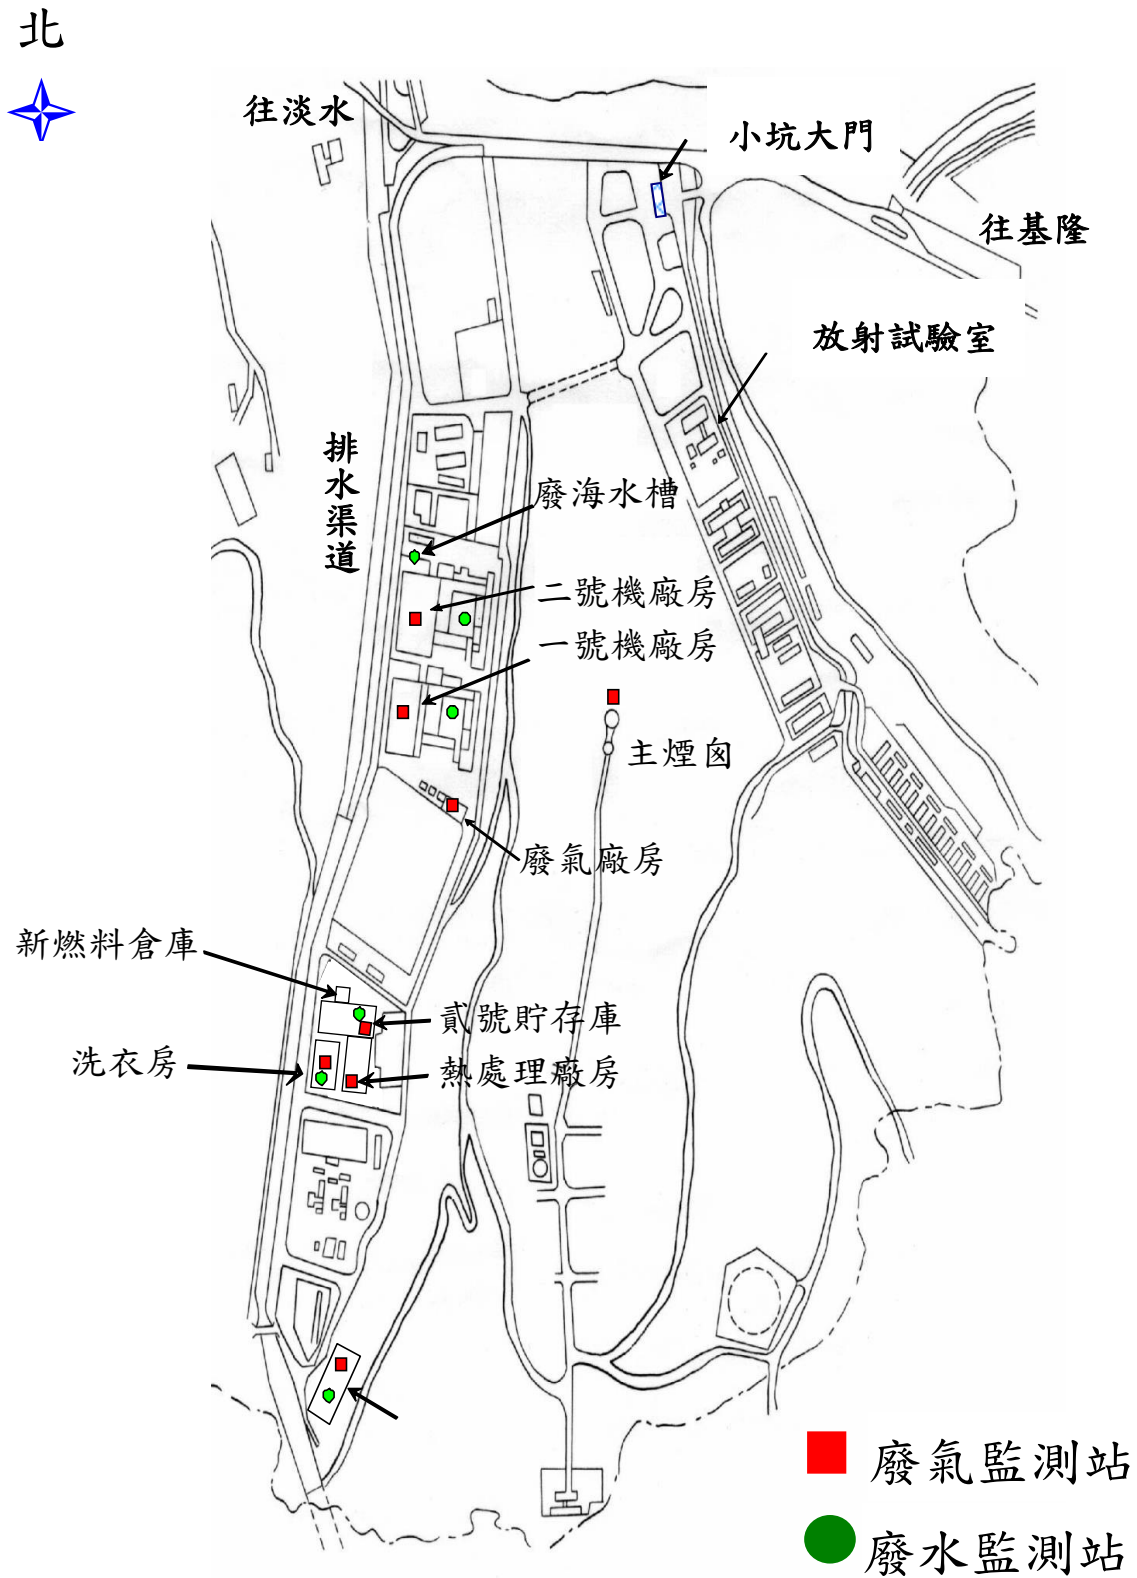 北
往淡水
小坑大門
往基隆
放射試驗室
排水渠道
廢海水槽
二號機廠房
一號機廠房
主煙囪
廢氣廠房
新燃料倉庫
貳號貯存庫
洗衣房
熱處理廠房
廢氣監測站
廢水監測站